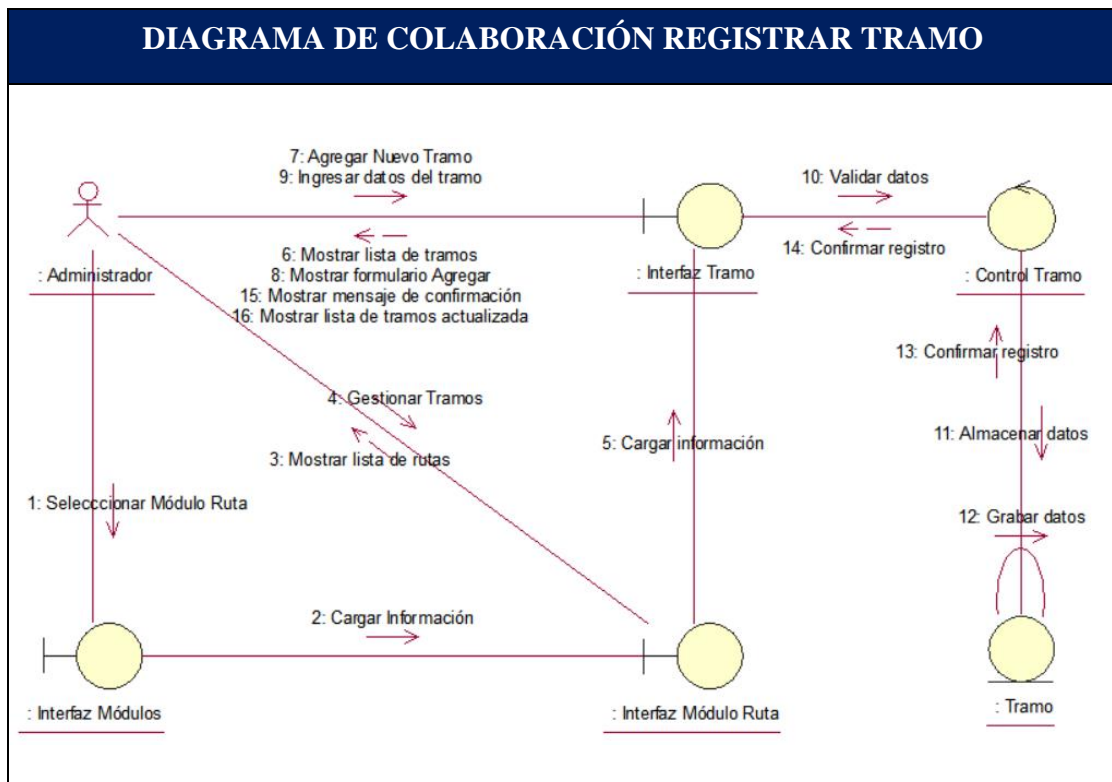 DIAGRAMA DE COLABORACIÓN REGISTRAR TRAMO
7: Agregar Nuevo Tramo
9: Ingresar datos del tramo
10: Validar datos
6: Mostrar lista de tramos
8: Mostrar formulario Agregar
15: Mostrar mensaje de confirmación
16: Mostrar lista de tramos actualizada
14: Confirmar registro
: Administrador
: Interfaz Tramo
: Control Tramo
13: Confirmar registro
4: Gestionar Tramos
3: Mostrar lista de rutas
5: Cargar información
11: Almacenar datos
1: Selecccionar Módulo Ruta
12: Grabar datos
2: Cargar Información
: Interfaz Módulos
: Interfaz Módulo Ruta
: Tramo